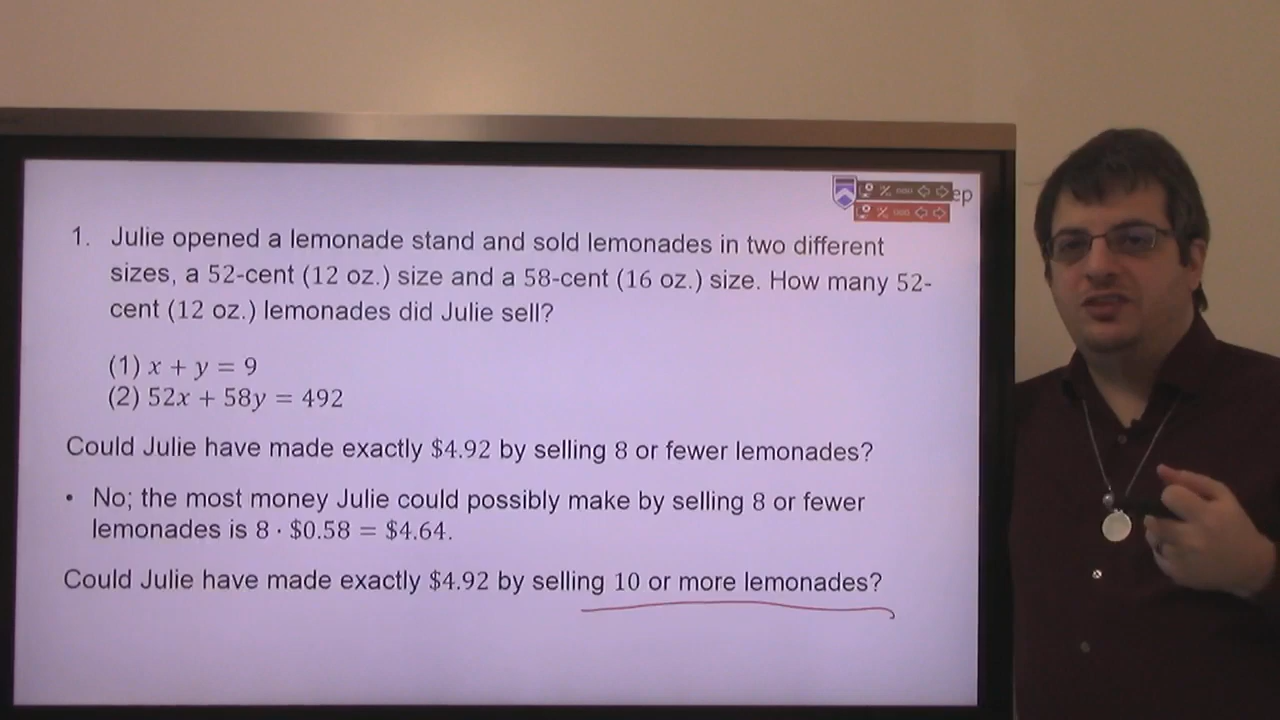 ep
1. Julie opened a lemonade stand and sold lemonades in two different
sizes, a 52-cent (12 oz.) size and a 58-cent (16 oz.) size. How many 52-
cent (12 oz.) lemonades did Julie sell?
(1) x + y = 9
(2) 52x + 58y = 492
Could Julie have made exactly $4.92 by selling 8 or fewer lemonades?
• No; the most money Julie could possibly make by selling 8 or fewer
lemonades is 8 · $0.58 = $4.64.
Could Julie have made exactly $4.92 by selling 10 or more lemonades?